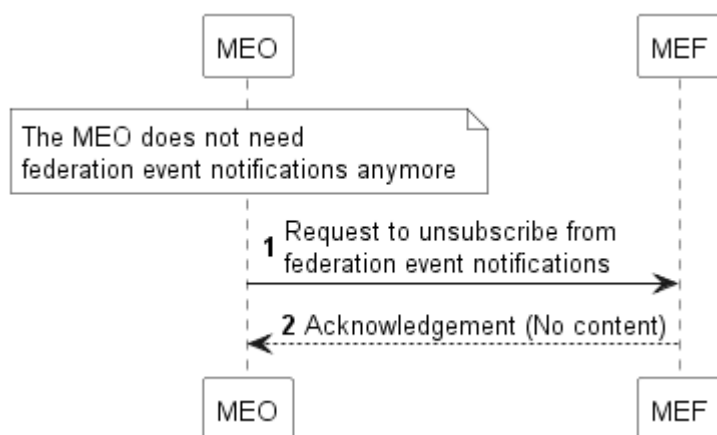 MEO MEF
The MEO does not need
federation event notifications anymore
1 Request to unsubscribe from
federation event notifications
2 Acknowledgement (No content)
MEO MEF